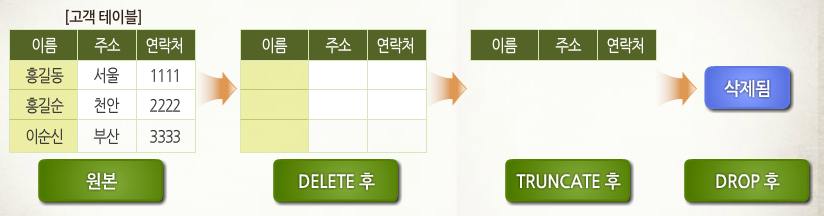 [고객 테이블]
이름 주소 연락처
홍길동 서울 1111
홍길순 천안 2222
이순신 부산 3333
원본
이름 주소 연락처
DELETE 후
이름 주소 연락처
TRUNCATE 후
삭제됨
DROP 후